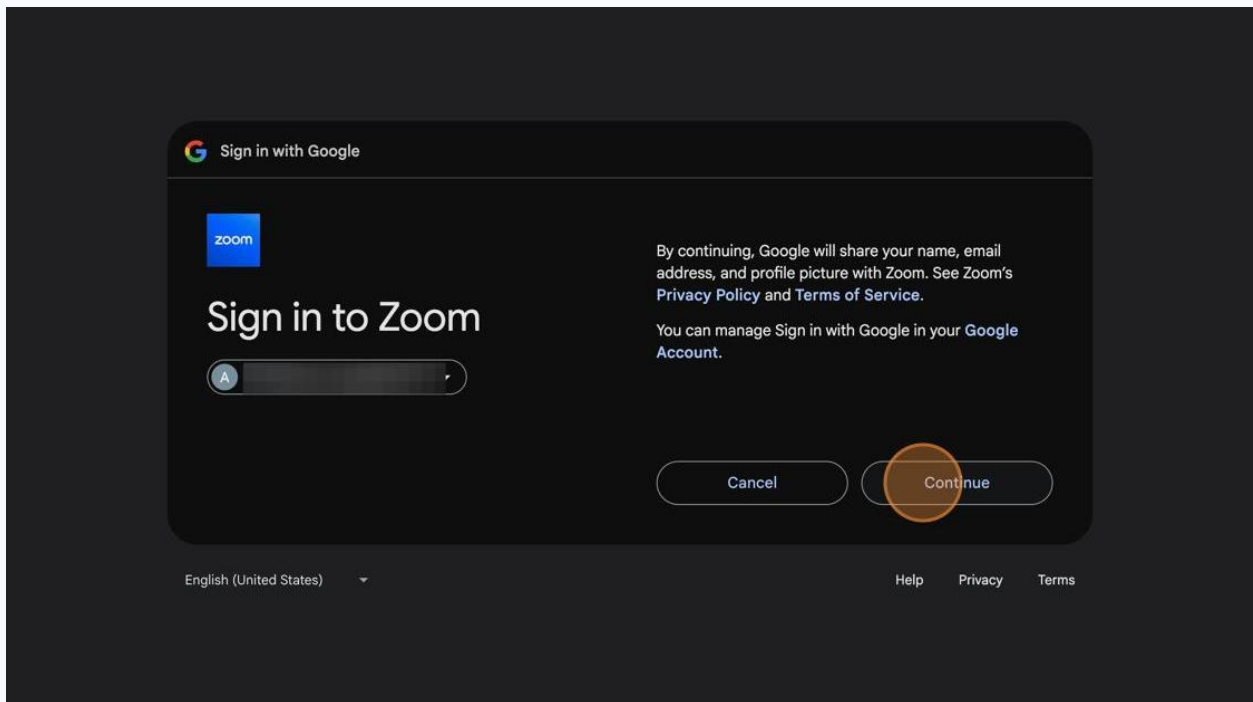 Sign in with Google
zoom
Sign in to Zoom
A
By continuing, Google will share your name, email
address, and profile picture with Zoom. See Zoom's
Privacy Policy and Terms of Service.
You can manage Sign in with Google in your Google
Account.
Cancel
Continue
English (United States)
Help
Privacy
Terms